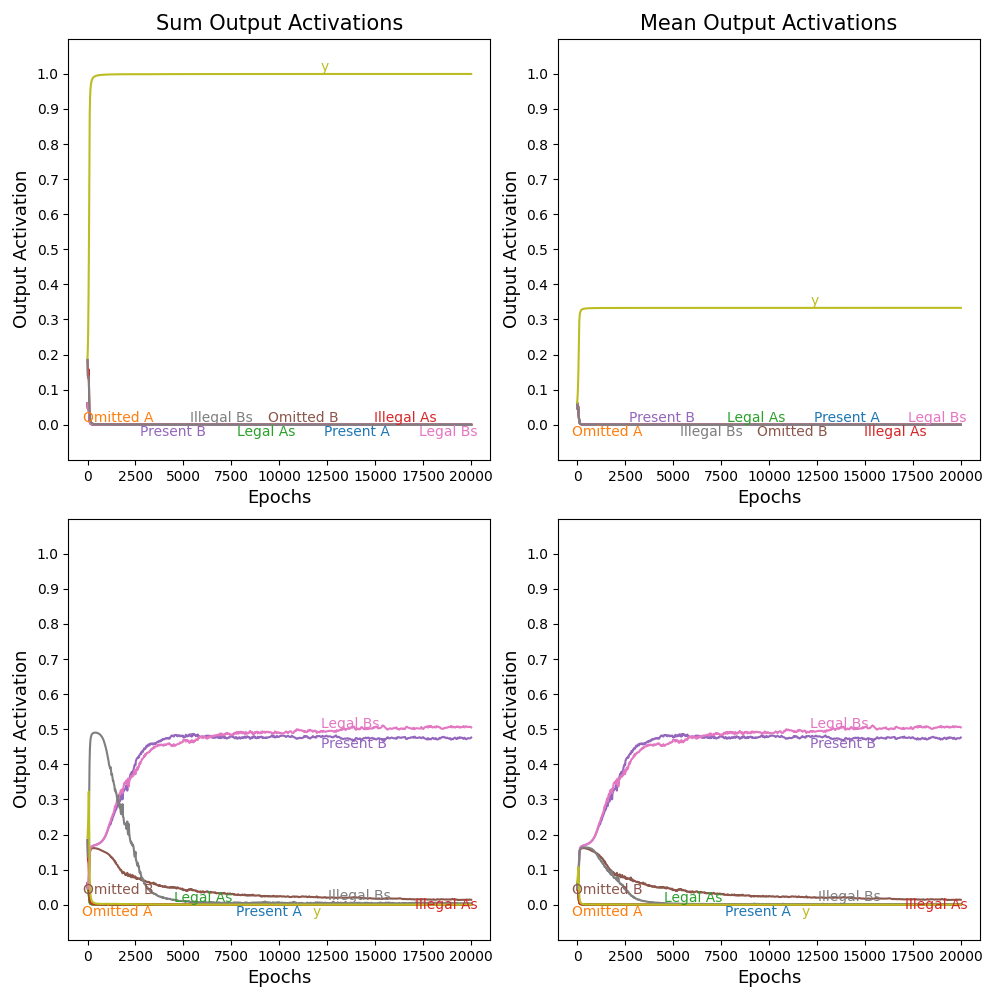 Sum Output Activations
Mean Output Activations
Output Activation
1.0
0.9
0.8
0.7
0.6
0.5
0.4
0.3
0.2
0.1
0.0
y
Omitted A
Illegal Bs
Omitted B
Illegal As
Present B
Legal As
Present A
Legal Bs
0 2500 5000 7500 10000 12500 15000 17500 20000
Epochs
Output Activation
1.0
0.9
0.8
0.7
0.6
0.5
0.4
0.3
0.2
0.1
0.0
y
Present B
Legal As
Present A
Legal Bs
Omitted A
Illegal Bs
Omitted B
Illegal As
0 2500 5000 7500 10000 12500 15000 17500 20000
Epochs
Output Activation
1.0
0.9
0.8
0.7
0.6
0.5
0.4
0.3
0.2
0.1
0.0
Legal Bs
Present B
Omitted B
Legal As
Illegal Bs
Illegal As
Omitted A
Present A
y
0 2500 5000 7500 10000 12500 15000 17500 20000
Epochs
Output Activation
1.0
0.9
0.8
0.7
0.6
0.5
0.4
0.3
0.2
0.1
0.0
Legal Bs
Present B
Omitted B
Legal As
Illegal Bs
Illegal As
Omitted A
Present A
y
0 2500 5000 7500 10000 12500 15000 17500 20000
Epochs